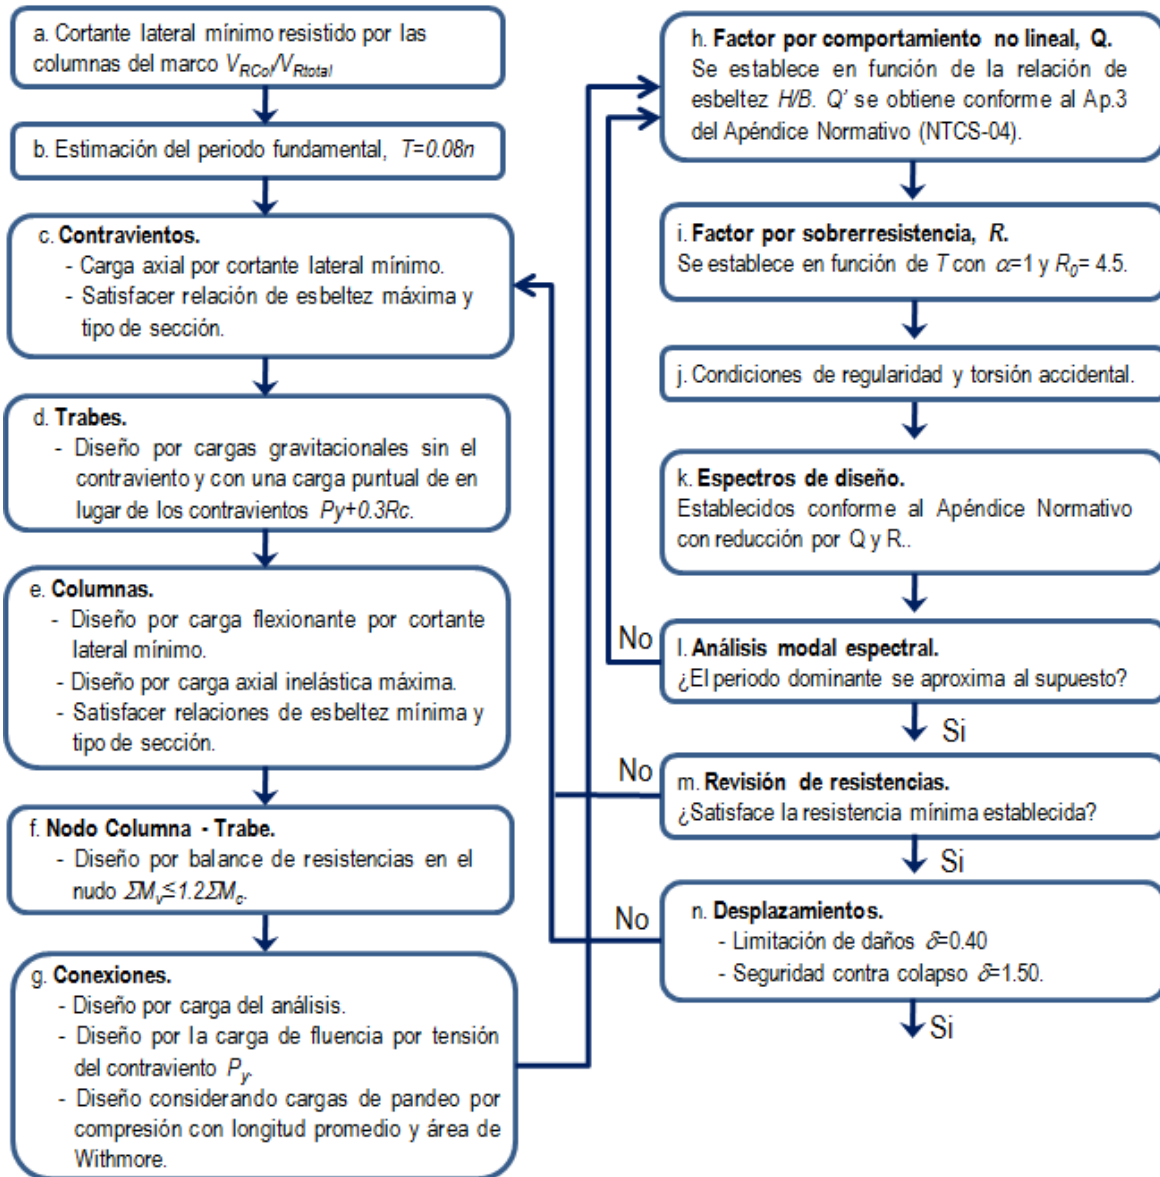 a. Cortante lateral mínimo resistido por las
columnas del marco VRCol/VRtotal
b. Estimación del periodo fundamental, T=0.08n
c. Contravientos.
- Carga axial por cortante lateral mínimo.
- Satisfacer relación de esbeltez máxima y
tipo de sección.
d. Trabes.
- Diseño por cargas gravitacionales sin el
contraviento y con una carga puntual de en
lugar de los contravientos Py+0.3Rc.
e. Columnas.
- Diseño por carga flexionante por cortante
lateral mínimo.
- Diseño por carga axial inelástica máxima.
- Satisfacer relaciones de esbeltez mínima y
tipo de sección.
f. Nodo Columna - Trabe.
- Diseño por balance de resistencias en el
nudo ΣMv≤1.2ΣMc.
g. Conexiones.
- Diseño por carga del análisis.
- Diseño por la carga de fluencia por tensión
del contraviento Py.
- Diseño considerando cargas de pandeo por
compresión con longitud promedio y área de
Withmore.
h. Factor por comportamiento no lineal, Q.
Se establece en función de la relación de
esbeltez H/B. Q' se obtiene conforme al Ap.3
del Apéndice Normativo (NTCS-04).
i. Factor por sobrerresistencia, R.
Se establece en función de T con α=1 y R0= 4.5.
j. Condiciones de regularidad y torsión accidental.
k. Espectros de diseño.
Establecidos conforme al Apéndice Normativo
con reducción por Q y R..
No
l. Análisis modal espectral.
¿El periodo dominante se aproxima al supuesto?
Si
No
m. Revisión de resistencias.
¿Satisface la resistencia mínima establecida?
Si
No
n. Desplazamientos.
- Limitación de daños δ=0.40
- Seguridad contra colapso δ=1.50.
Si